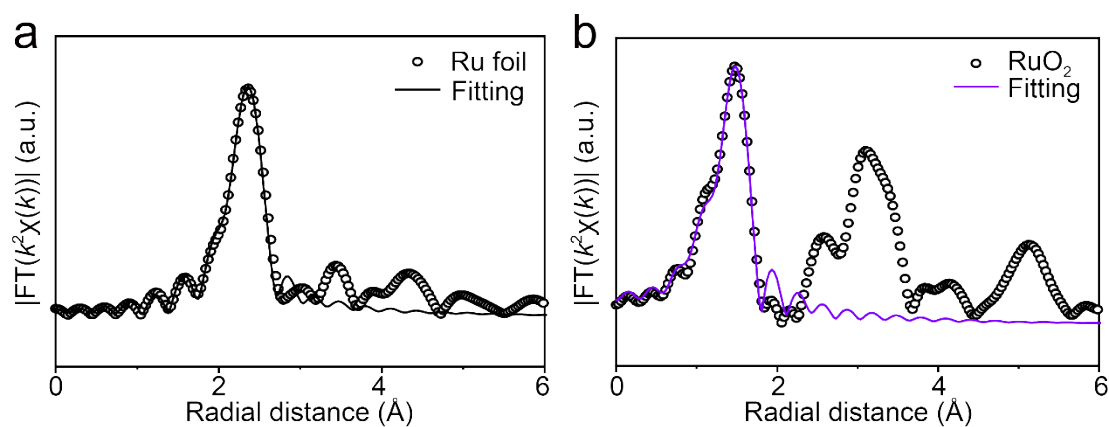 a
Ru foil
Fitting
|FT(k²χ(k))| (a.u.)
0 2 4 6
Radial distance (Å)
b
RuO₂
Fitting
|FT(k²χ(k))| (a.u.)
0 2 4 6
Radial distance (Å)